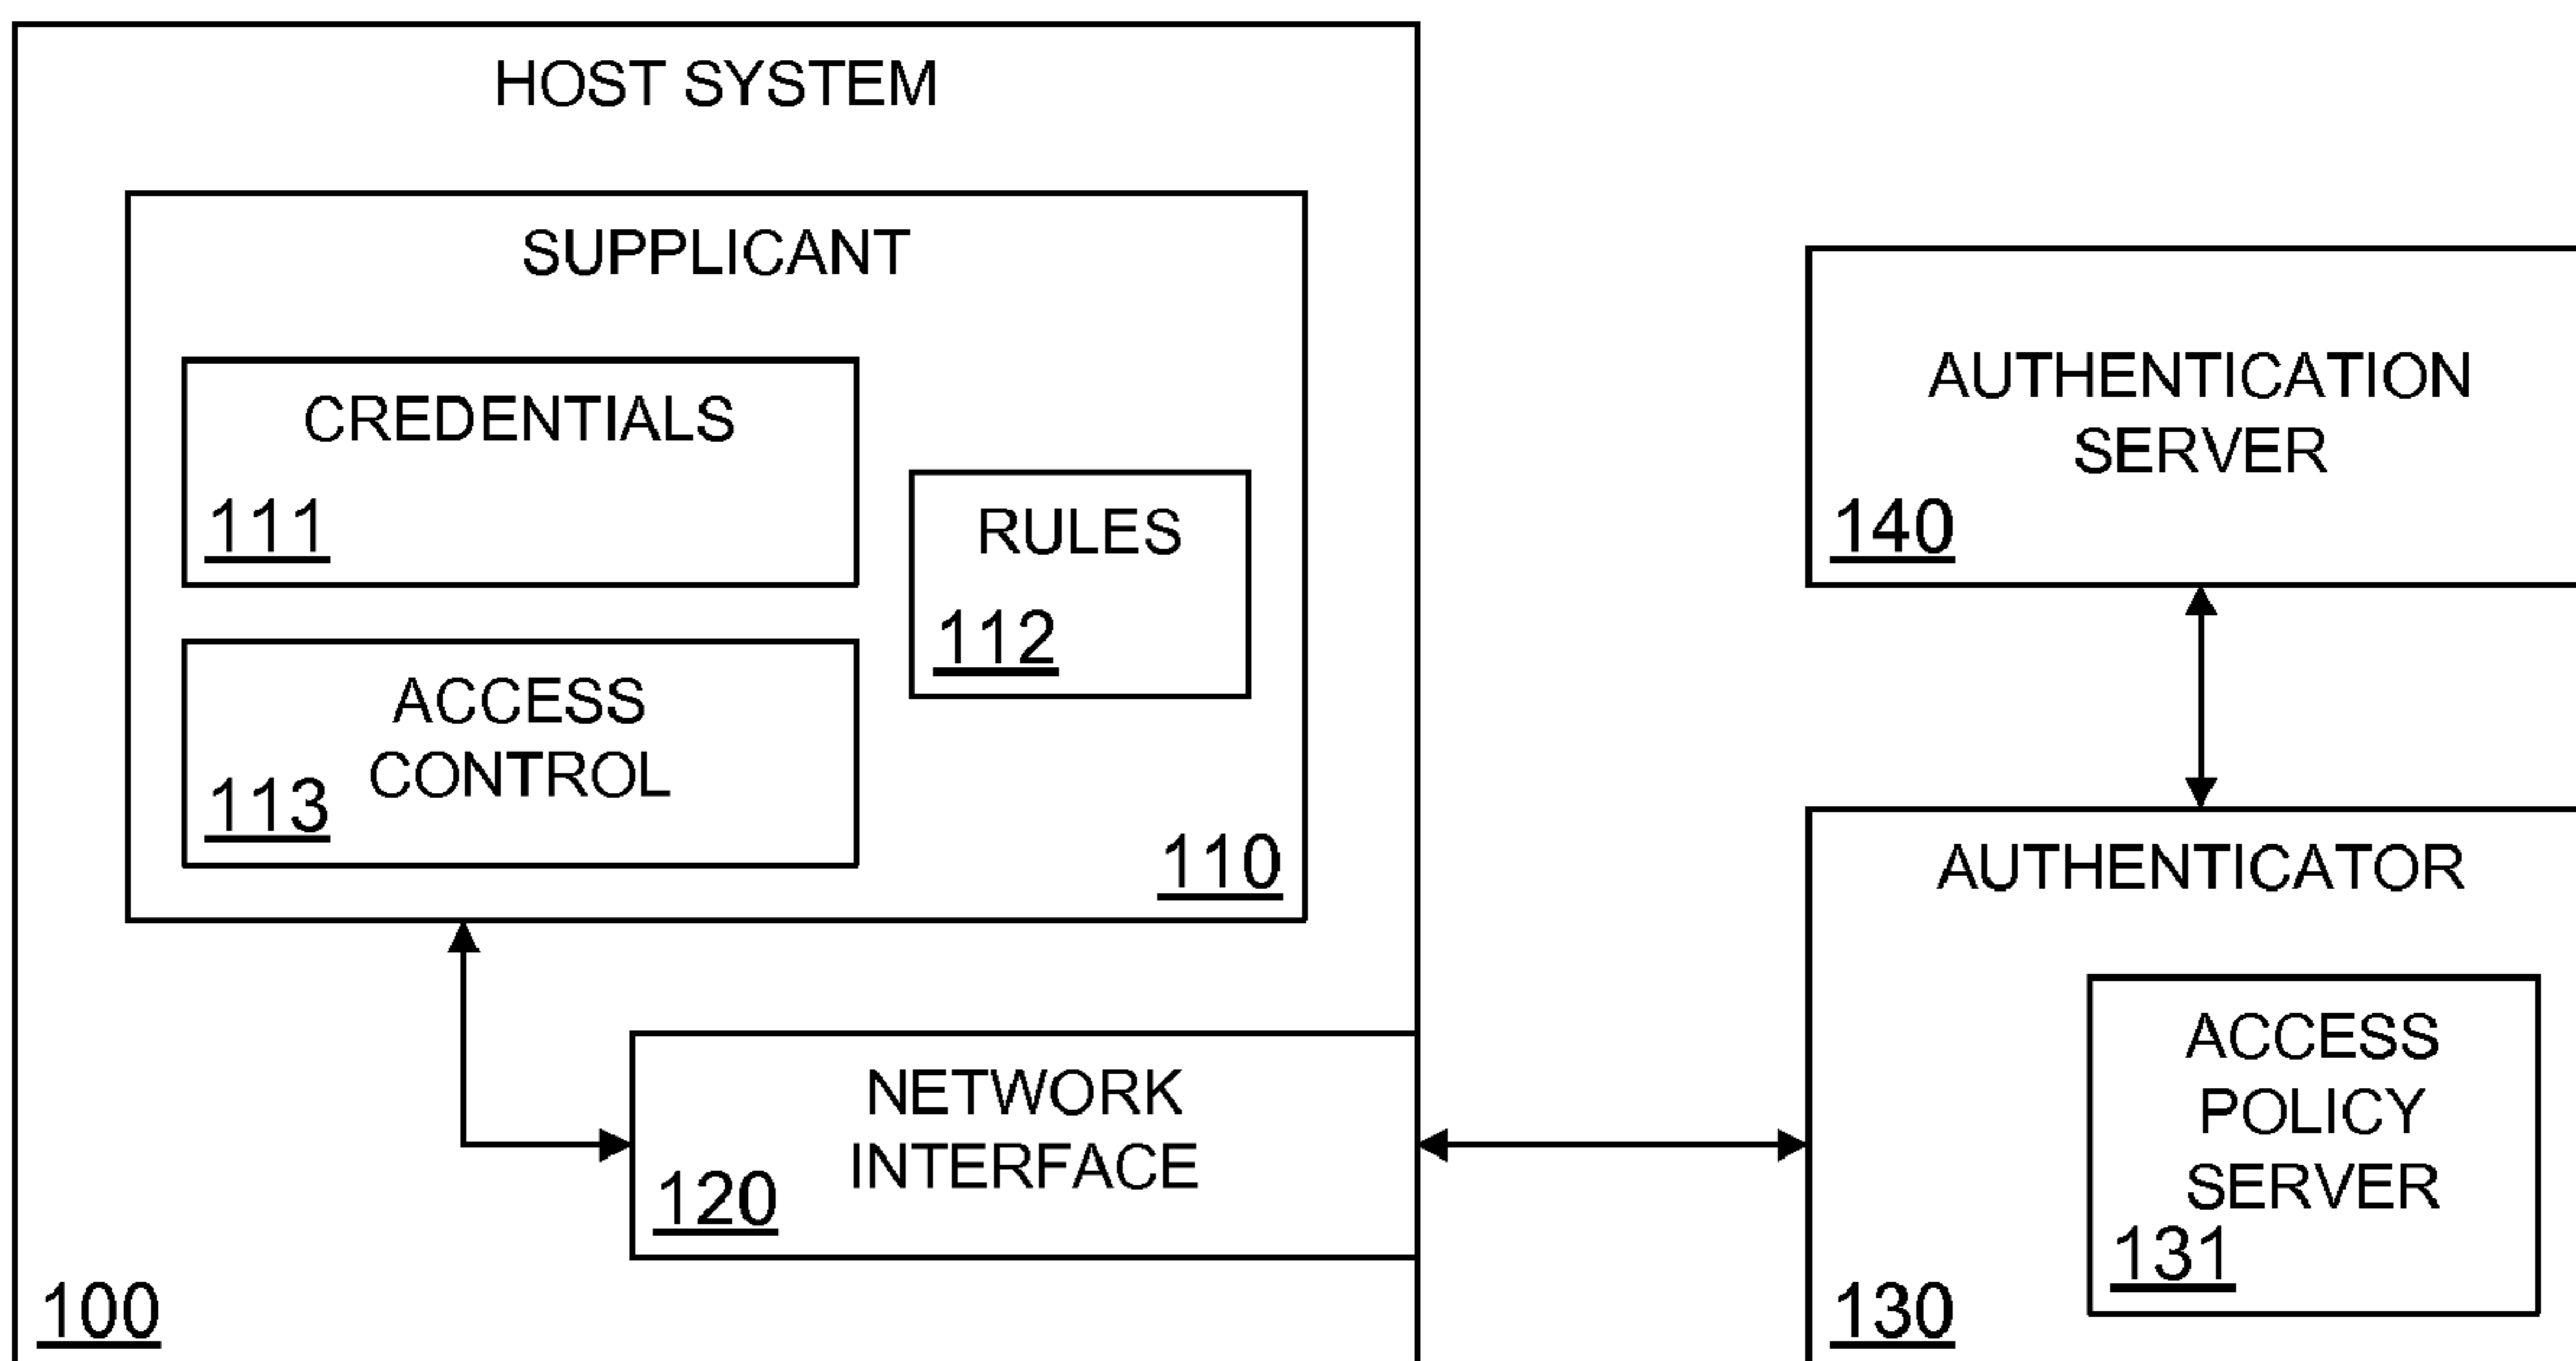 HOST SYSTEM
SUPPLICANT
CREDENTIALS
111
RULES
112
ACCESS
CONTROL
113
110
NETWORK
INTERFACE
120
100
AUTHENTICATION
SERVER
140
AUTHENTICATOR
ACCESS
POLICY
SERVER
131
130